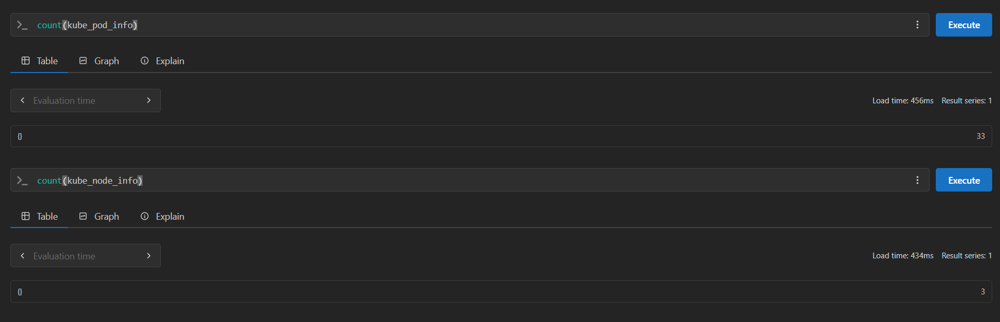 count(kube_pod_info)
Execute
Table Graph Explain
Evaluation time
Load time: 456ms Result series: 1
{} 33
count(kube_node_info)
Execute
Table Graph Explain
Evaluation time
Load time: 434ms Result series: 1
{} 3